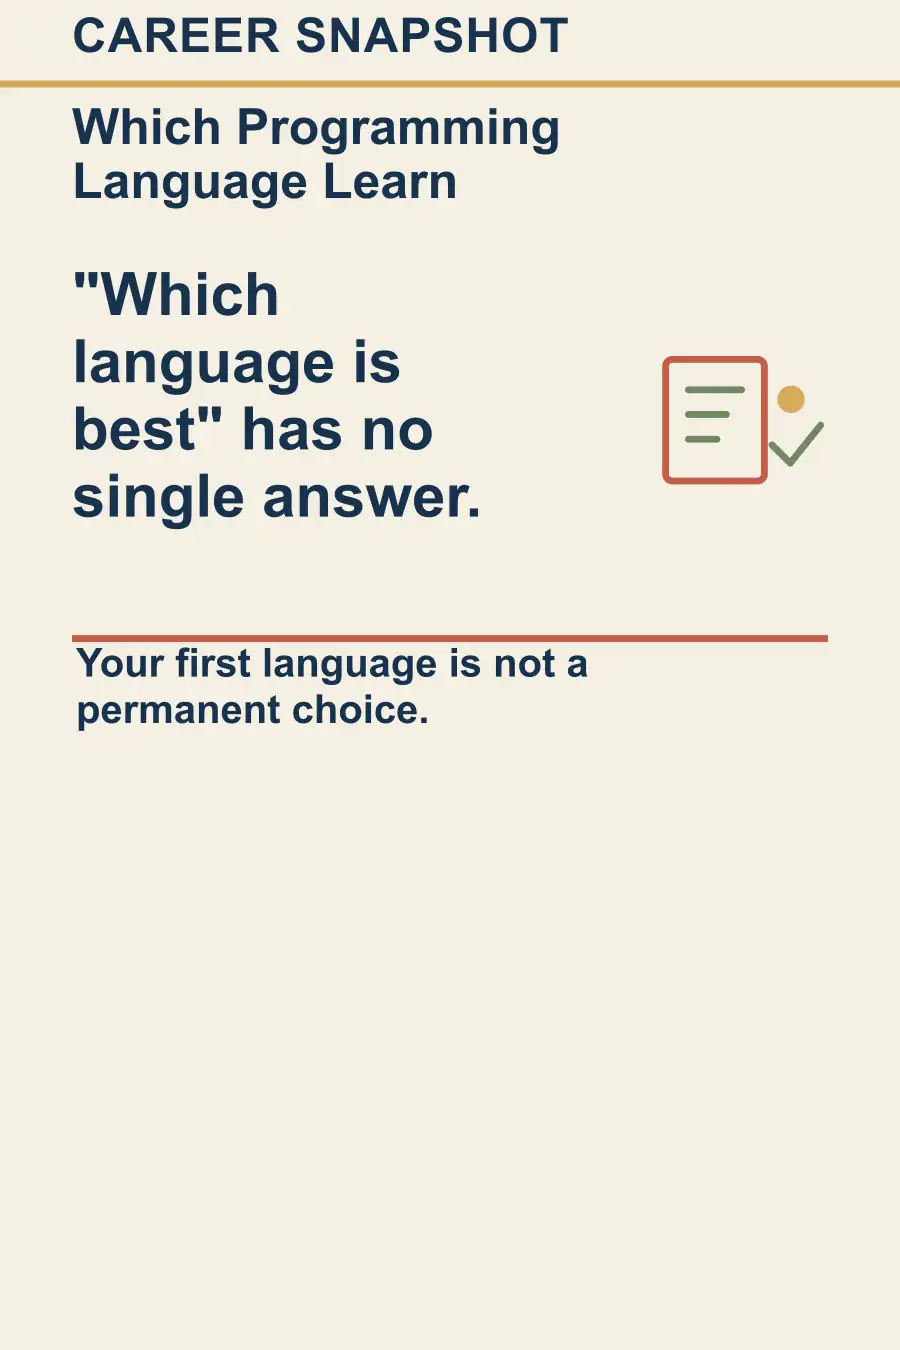 CAREER SNAPSHOT
Which Programming
Language Learn
"Which
language is
best" has no
single answer.
Your first language is not a
permanent choice.